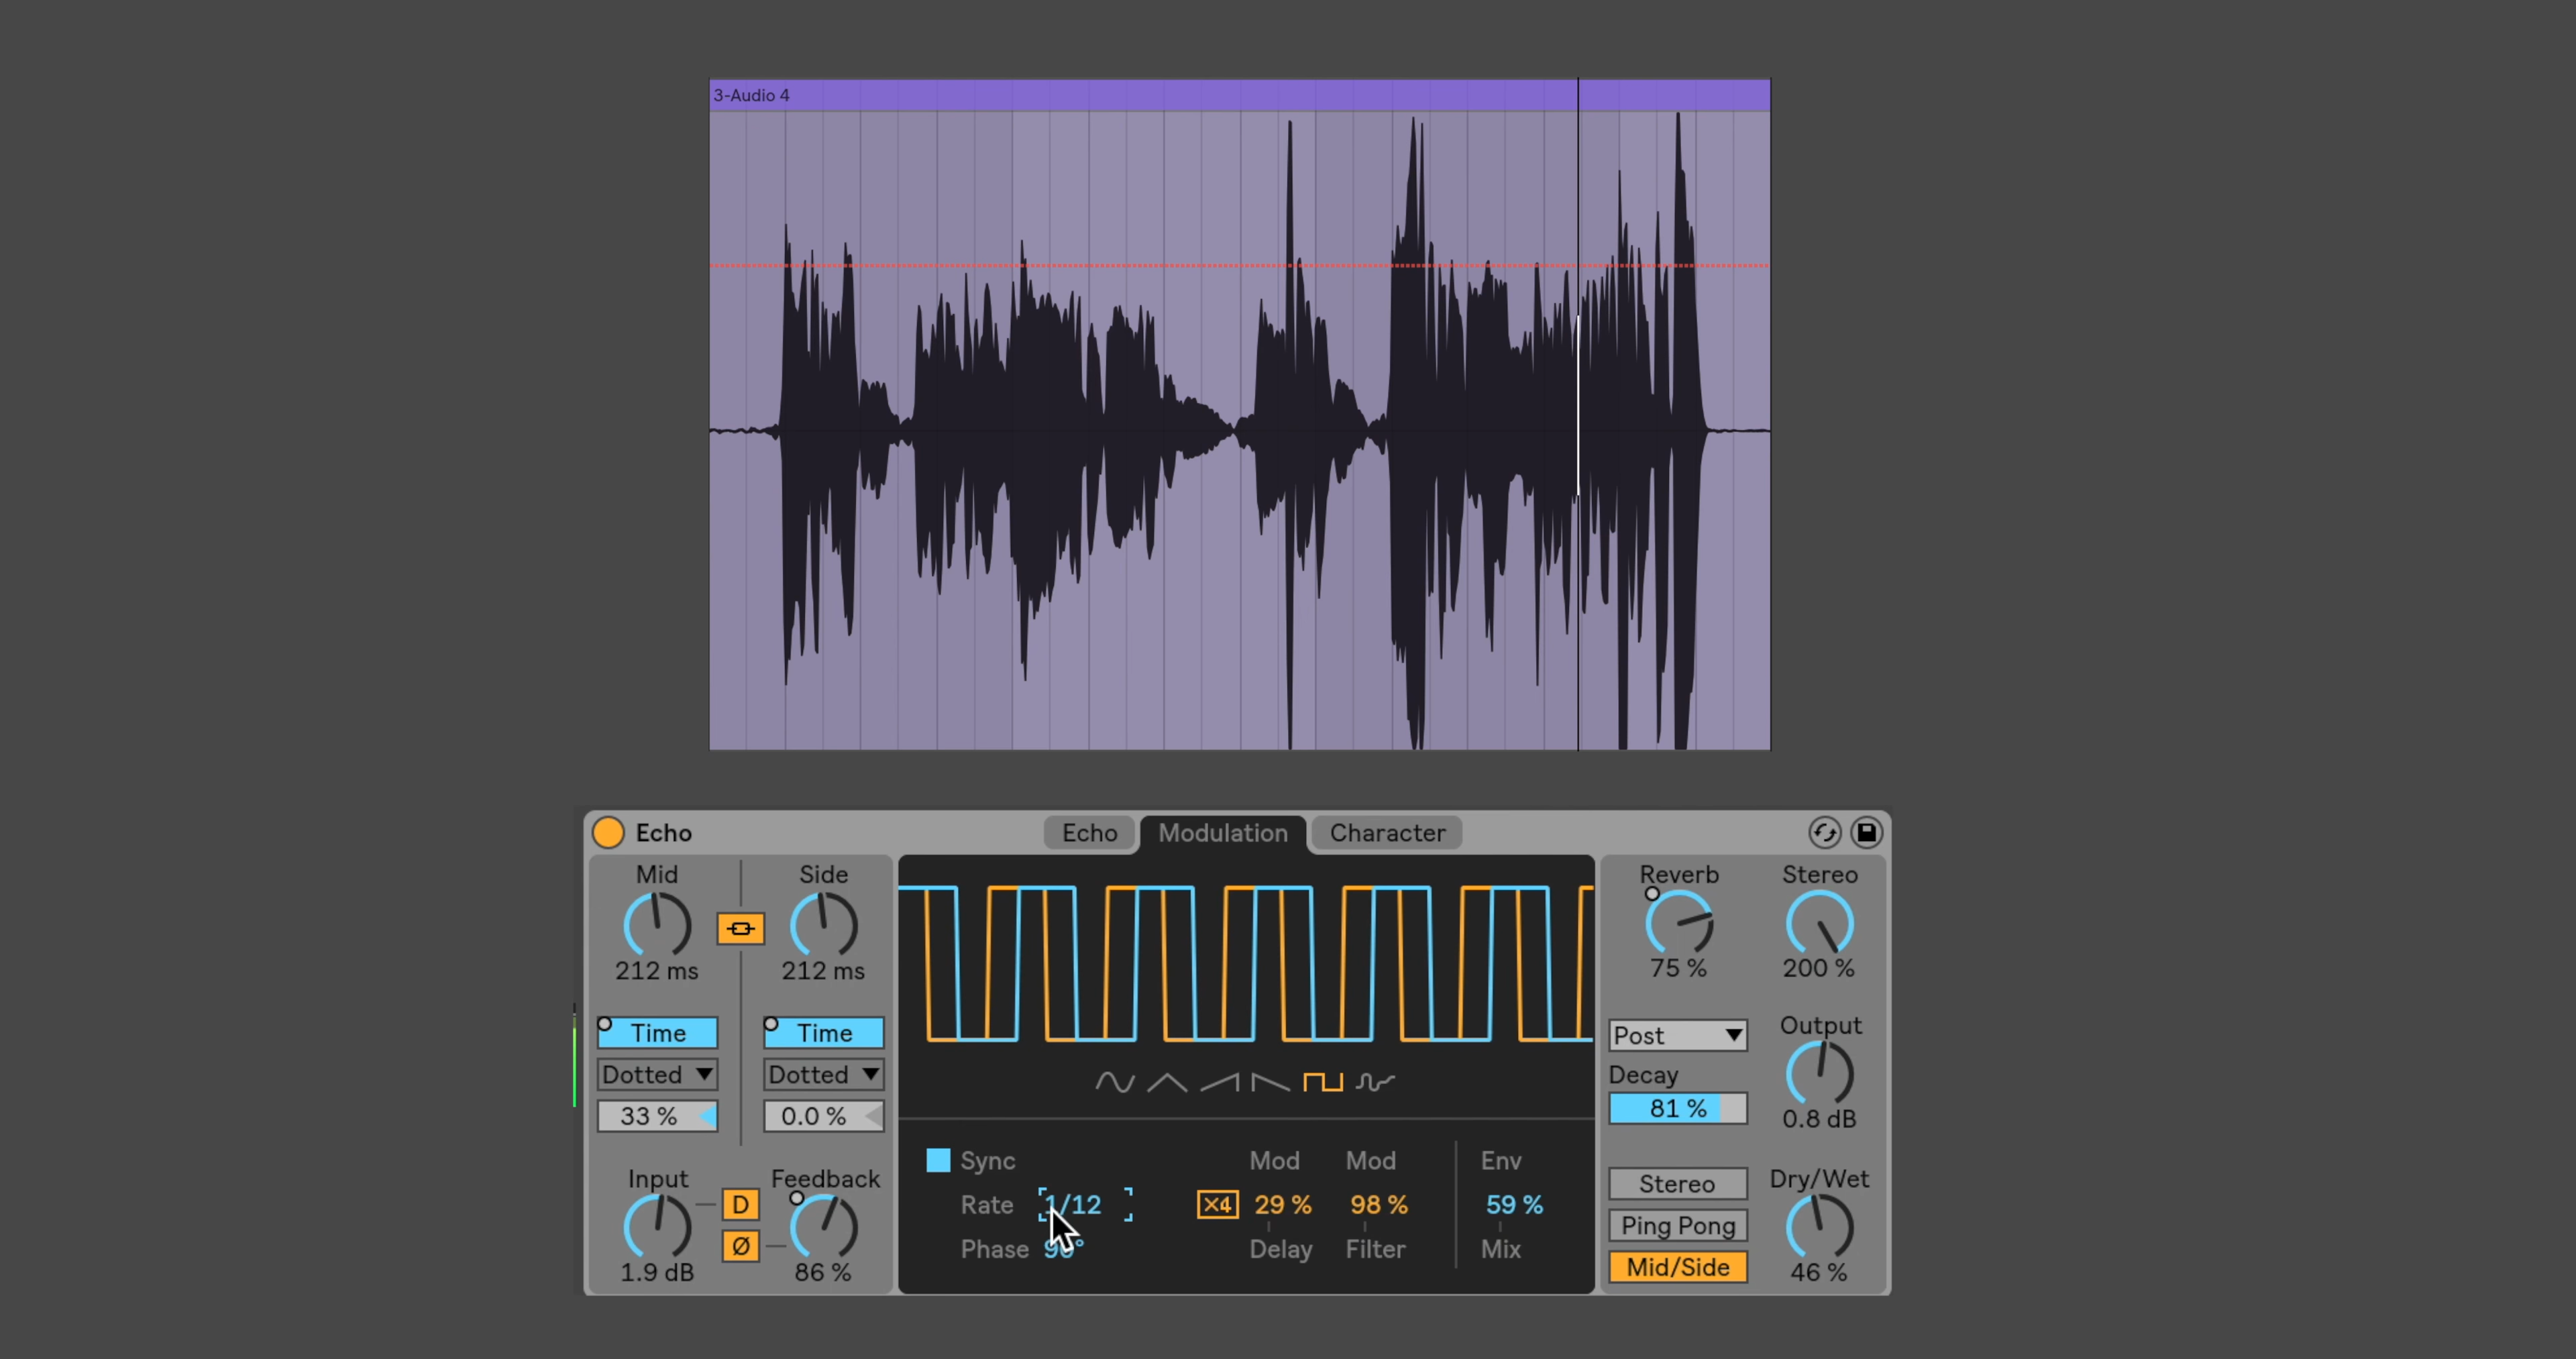 3-Audio 4
Echo
Echo Modulation Character
Mid Side
212 ms 212 ms
Time Time
Dotted Dotted
33 % 0.0 %
Input Feedback
D
Ø
1.9 dB 86 %
Sync
Rate 1/12
Phase 90°
x4
Mod Mod Env
29 % 98 % 59 %
Delay Filter Mix
Reverb Stereo
75 % 200 %
Post
Output
Decay
81 %
0.8 dB
Stereo
Ping Pong
Mid/Side
Dry/Wet
46 %